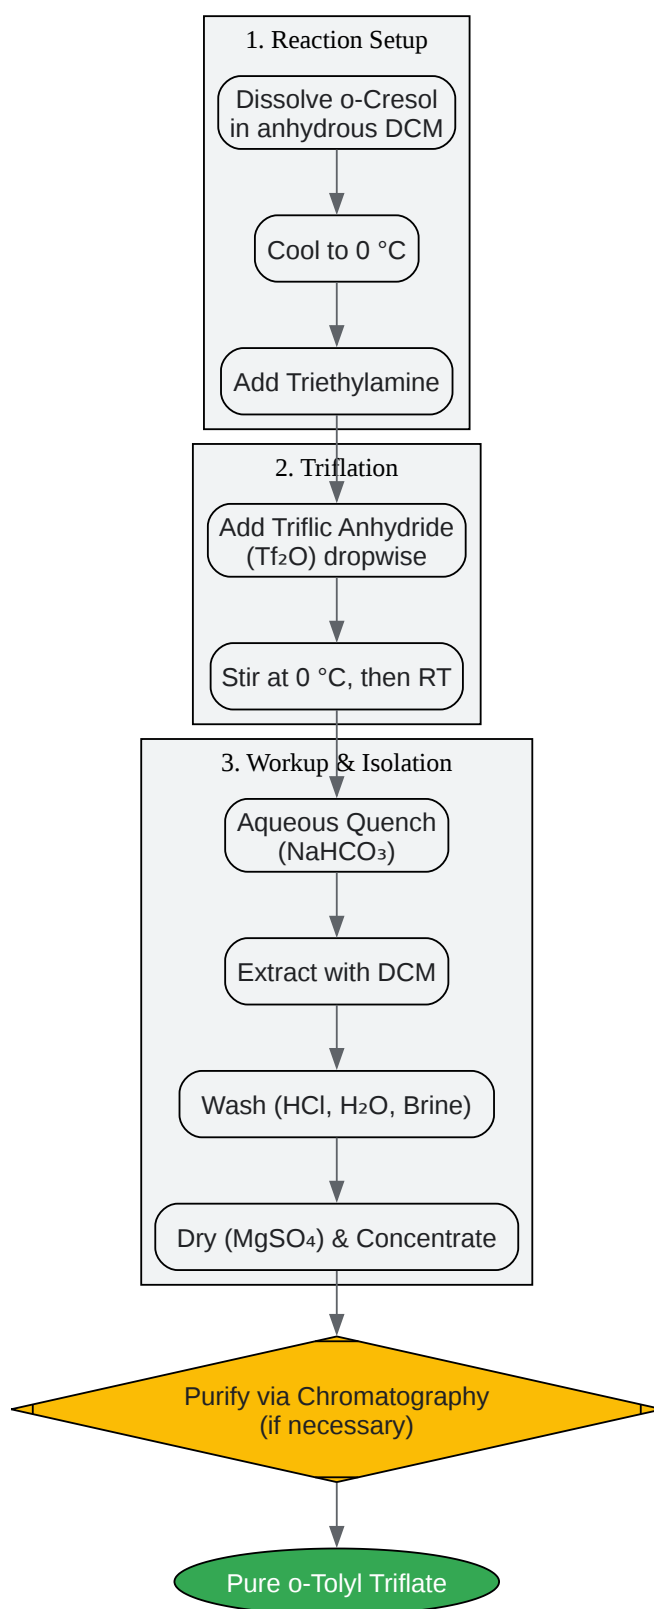 1. Reaction Setup
Dissolve o-Cresol
in anhydrous DCM
Cool to 0 °C
Add Triethylamine
2. Triflation
Add Triflic Anhydride
(Tf₂O) dropwise
Stir at 0 °C, then RT
3. Workup & Isolation
Aqueous Quench
(NaHCO₃)
Extract with DCM
Wash (HCl, H₂O, Brine)
Dry (MgSO₄) & Concentrate
Purify via Chromatography
(if necessary)
Pure o-Tolyl Triflate